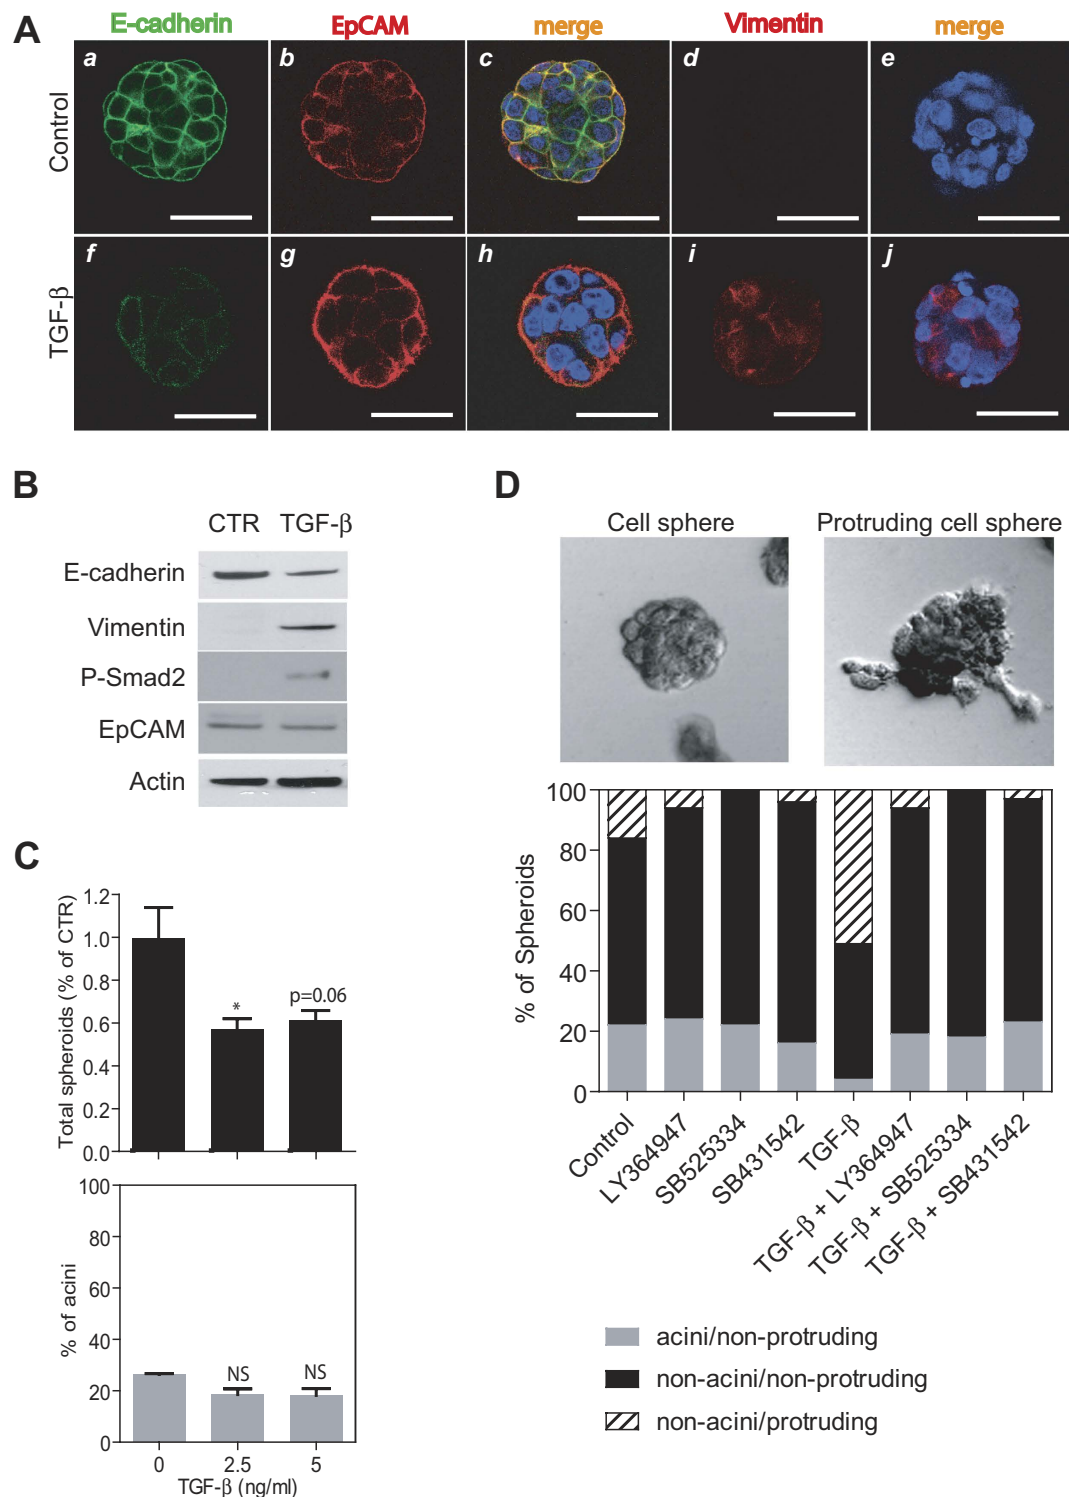 A
E-cadherin EpCAM merge Vimentin merge
Control
a b c d e
TGF-β
f g h i j
B
CTR TGF-β
E-cadherin
Vimentin
P-Smad2
EpCAM
Actin
C
Total spheroids (% of CTR)
1.2
1.0
0.8
0.6
0.4
0.2
0.0
*
p=0.06
% of acini
100
80
60
40
20
0
NS NS
0 2.5 5
TGF-β (ng/ml)
D
Cell sphere Protruding cell sphere
% of Spheroids
100
80
60
40
20
0
Control
LY364947
SB525334
SB431542
TGF-β
TGF-β + LY364947
TGF-β + SB525334
TGF-β + SB431542
acini/non-protruding
non-acini/non-protruding
non-acini/protruding